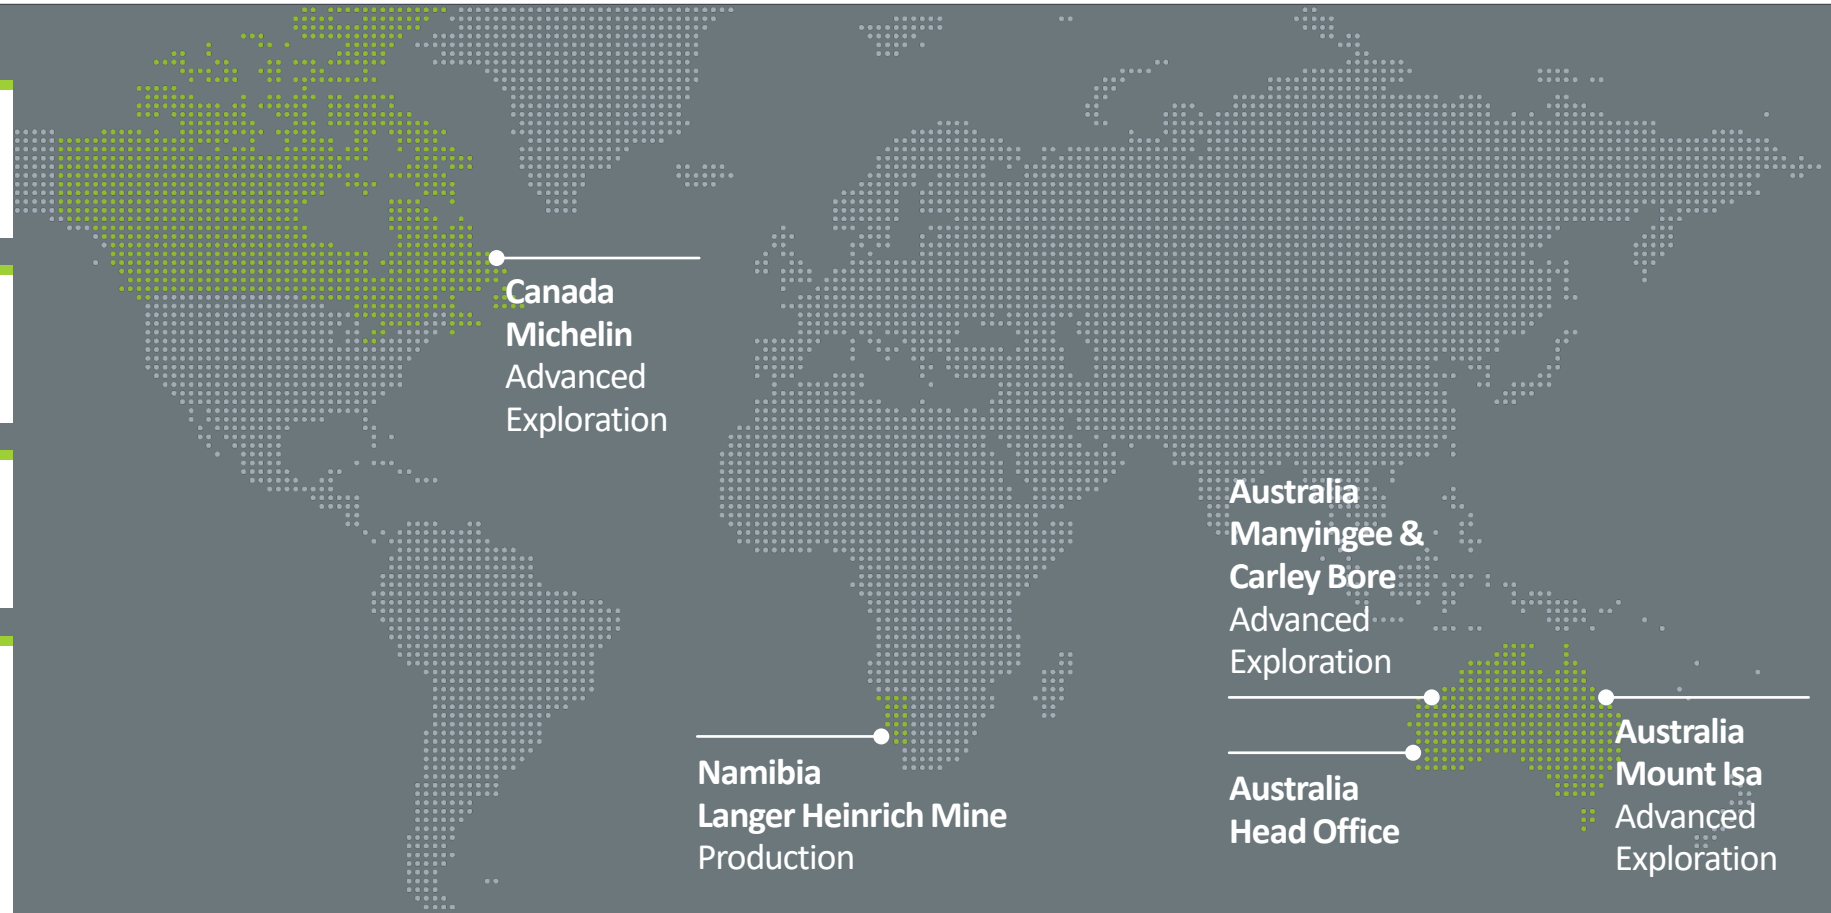 Canada
Michelin
Advanced
Exploration
Namibia
Langer Heinrich Mine
Production
Australia
Manyingee &
Carley Bore
Advanced
Exploration
Australia
Head Office
Australia
Mount Isa
Advanced
Exploration